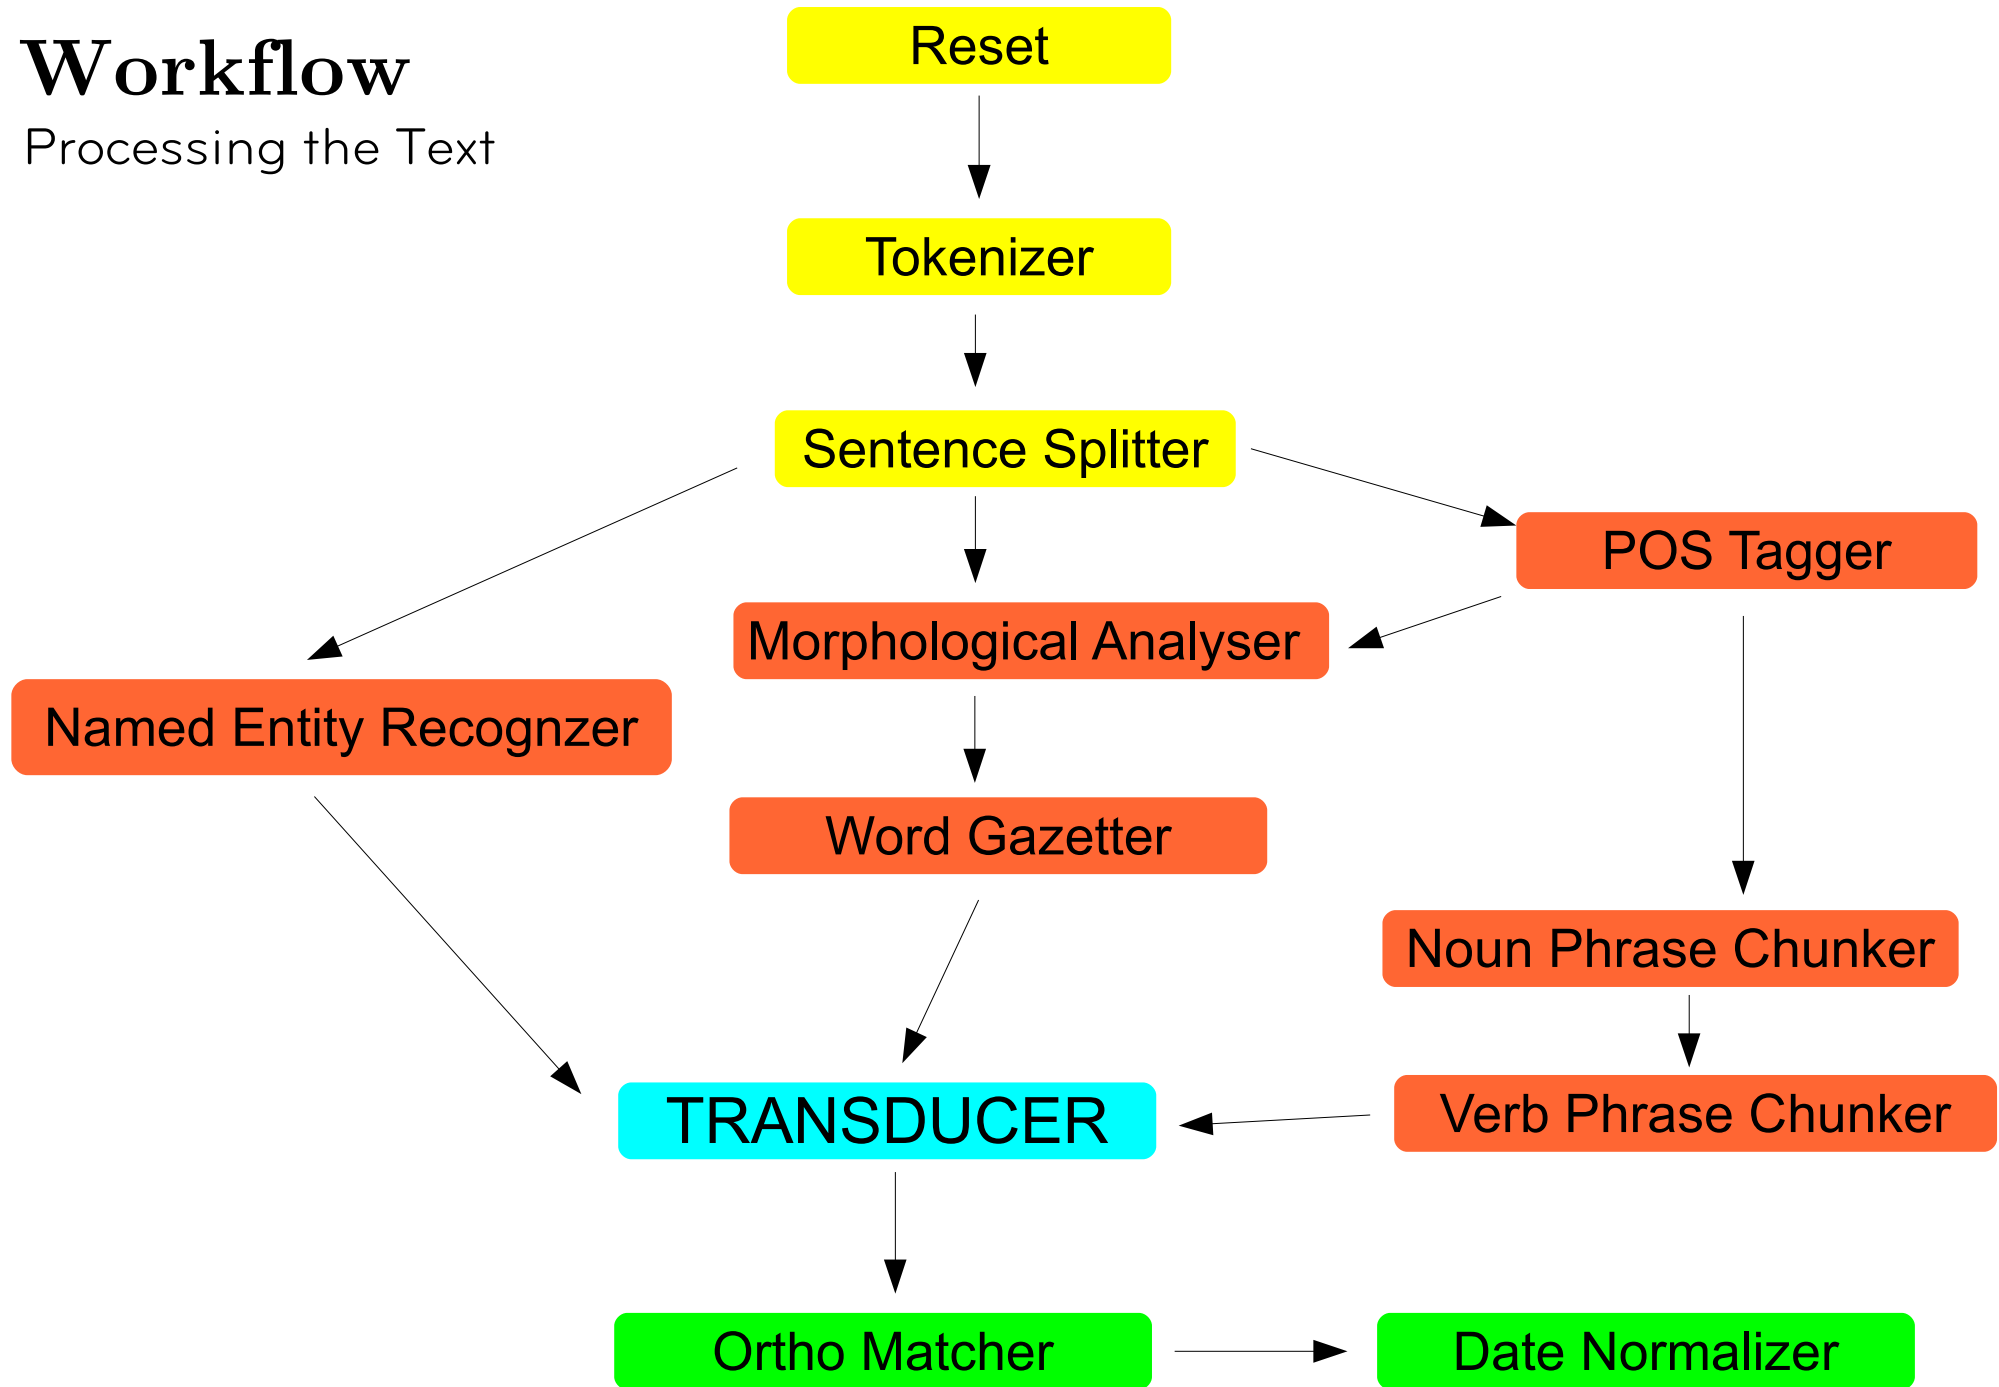 Workflow
Processing the Text
Reset
Tokenizer
Sentence Splitter
POS Tagger
Morphological Analyser
Named Entity Recognzer
Word Gazetter
Noun Phrase Chunker
Verb Phrase Chunker
TRANSDUCER
Ortho Matcher
Date Normalizer